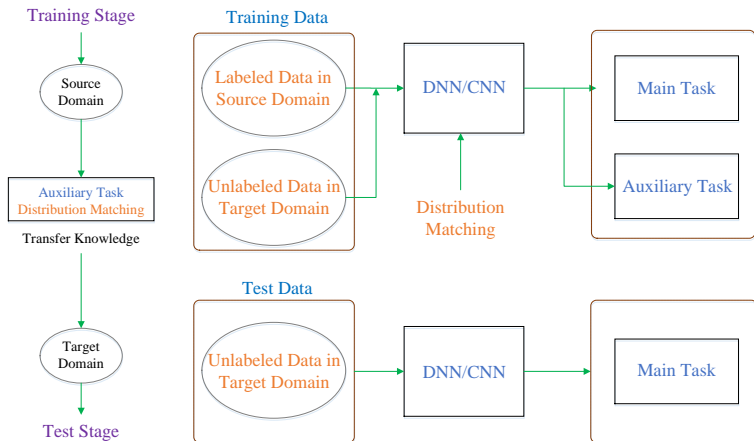 Training Stage
Source
Domain
Auxiliary Task
Distribution Matching
Transfer Knowledge
Target
Domain
Test Stage
Training Data
Labeled Data in
Source Domain
Unlabeled Data in
Target Domain
DNN/CNN
Distribution
Matching
Main Task
Auxiliary Task
Test Data
Unlabeled Data in
Target Domain
DNN/CNN
Main Task